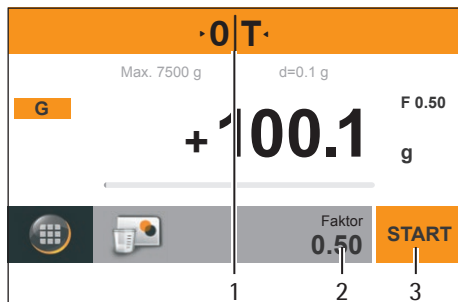 ·0|T·
Max. 7500 g d=0.1 g
G
F 0.50
+100.1 g
Faktor
0.50
START
1 2 3